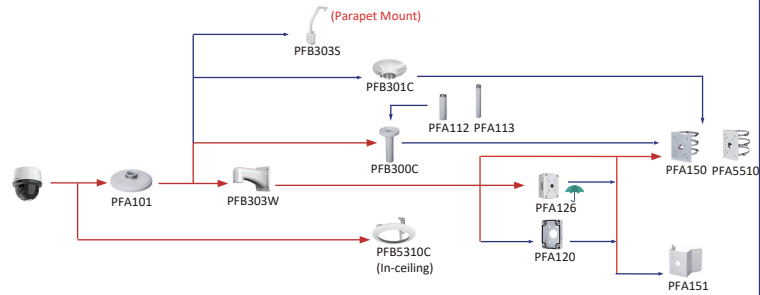 (Parapet Mount)
PFB303S
PFB301C
PFA112 PFA113
PFB300C
PFA150 PFA5510
PFA101
PFB303W
PFA126
PFB5310C
(In-ceiling)
PFA120
PFA151